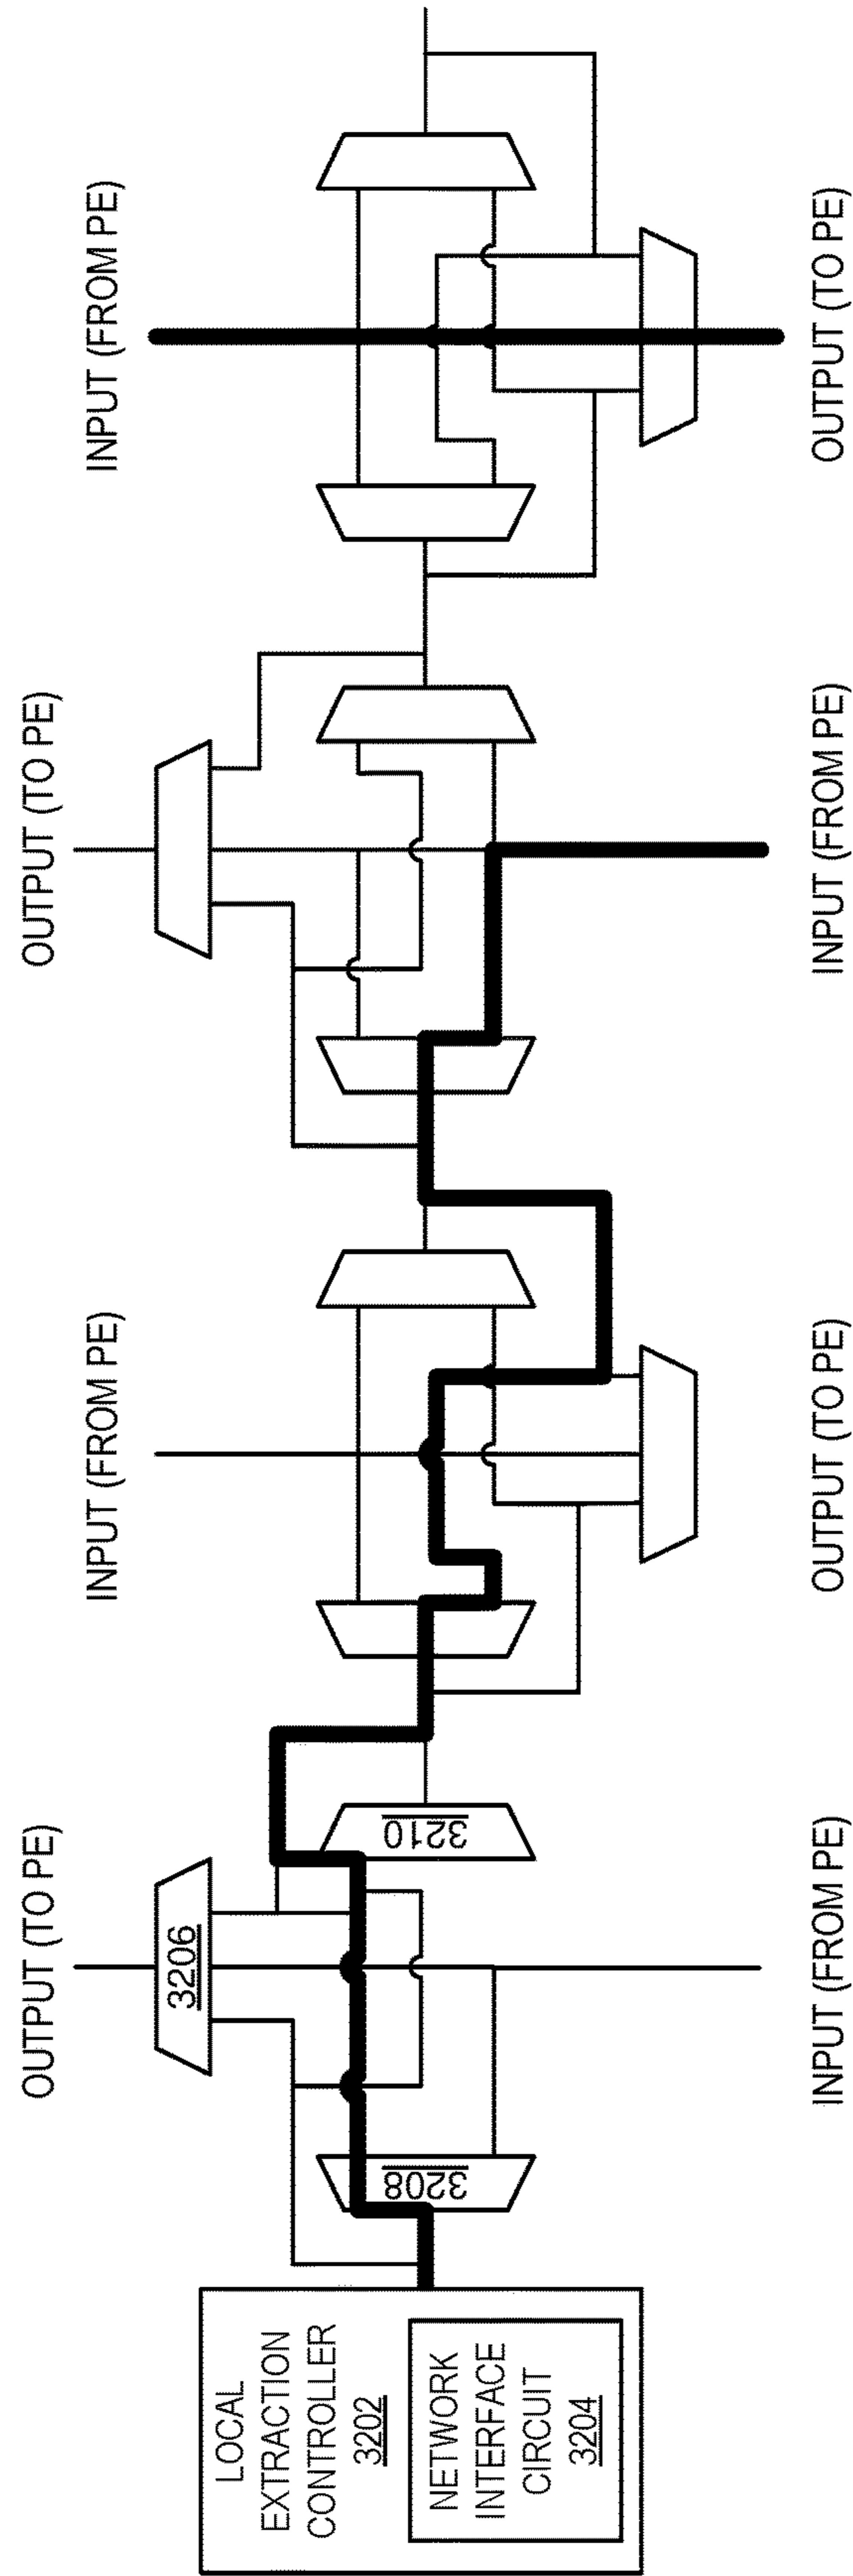 INPUT (FROM PE)
OUTPUT (TO PE)
OUTPUT (TO PE)
INPUT (FROM PE)
INPUT (FROM PE)
OUTPUT (TO PE)
OUTPUT (TO PE)
INPUT (FROM PE)
3206
3210
3208
LOCAL
EXTRACTION
CONTROLLER
3202
NETWORK
INTERFACE
CIRCUIT
3204